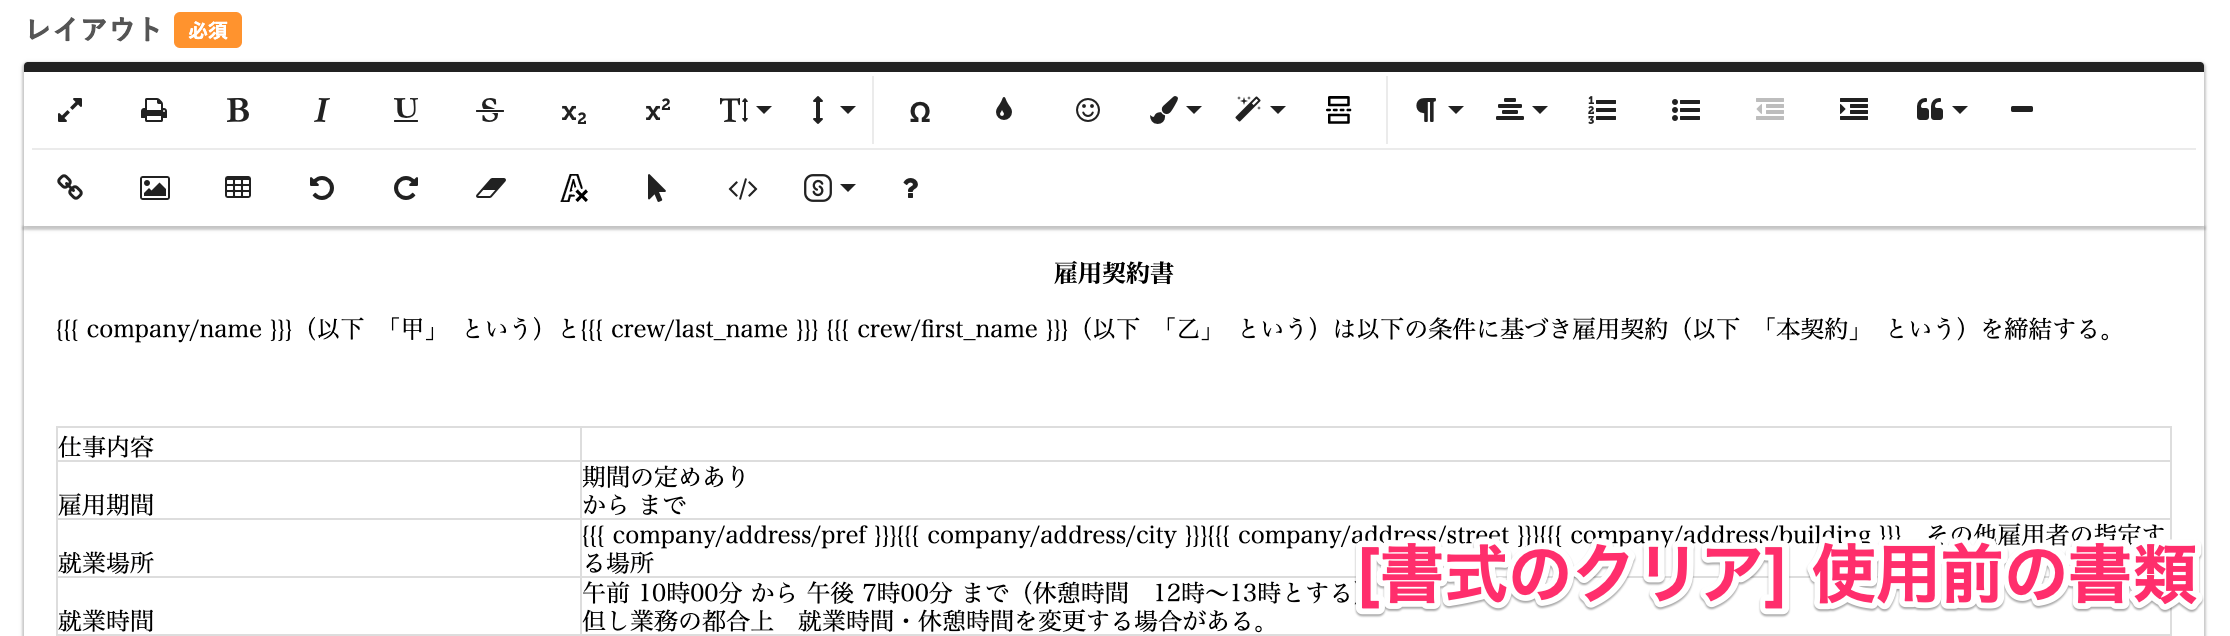 レイアウト 必須
雇用契約書
{{{ company/name }}}（以下 「甲」 という）と{{{ crew/last_name }}} {{{ crew/first_name }}}（以下 「乙」 という）は以下の条件に基づき雇用契約（以下 「本契約」 という）を締結する。
仕事内容
雇用期間
期間の定めあり
から まで
就業場所
{{{ company/address/pref }}}{{{ company/address/city }}}{{{ company/address/street }}}{{{ company/address/building }}}　その他雇用者の指定す
る場所
就業時間
午前 10時00分 から 午後 7時00分 まで（休憩時間　12時〜13時とする）
但し業務の都合上　就業時間・休憩時間を変更する場合がある。
[書式のクリア] 使用前の書類